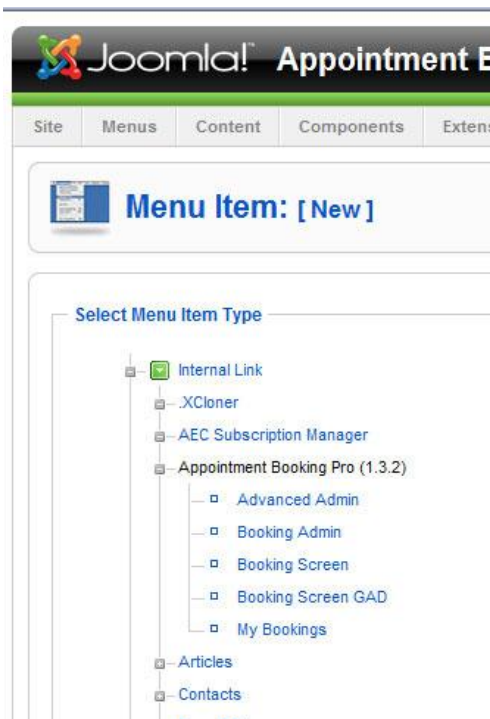 Joomla! Appointment
Site Menus Content Components
Menu Item: [ New ]
Select Menu Item Type
Internal Link
.XCloner
AEC Subscription Manager
Appointment Booking Pro (1.3.2)
Advanced Admin
Booking Admin
Booking Screen
Booking Screen GAD
My Bookings
Articles
Contacts